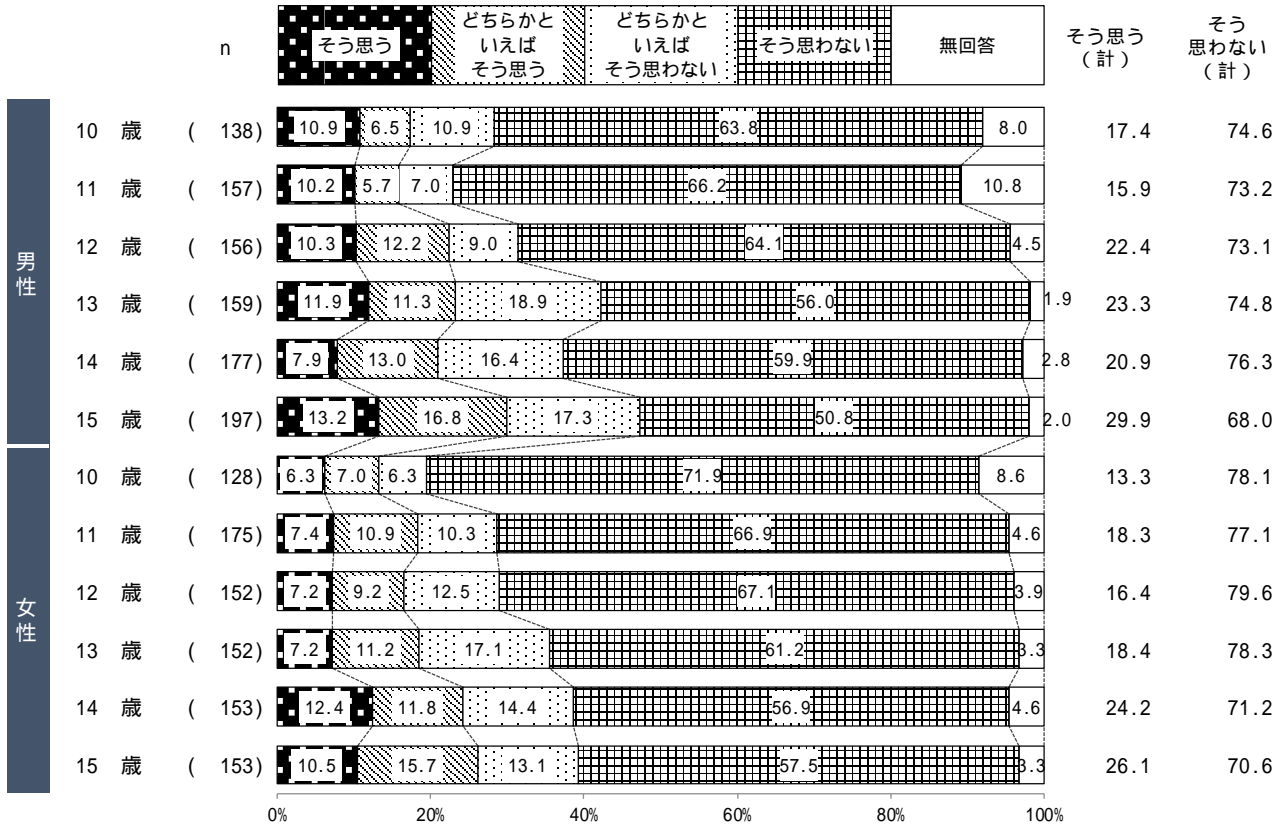 n
そう思う
どちらかと
いえば
そう思う
どちらかと
いえば
そう思わない
そう思わない
無回答
そう思う
(計)
そう
思わない
(計)
男性
10 歳 ( 138) 10.9 6.5 10.9 63.8 8.0 17.4 74.6
11 歳 ( 157) 10.2 5.7 7.0 66.2 10.8 15.9 73.2
12 歳 ( 156) 10.3 12.2 9.0 64.1 4.5 22.4 73.1
13 歳 ( 159) 11.9 11.3 18.9 56.0 1.9 23.3 74.8
14 歳 ( 177) 7.9 13.0 16.4 59.9 2.8 20.9 76.3
15 歳 ( 197) 13.2 16.8 17.3 50.8 2.0 29.9 68.0
女性
10 歳 ( 128) 6.3 7.0 6.3 71.9 8.6 13.3 78.1
11 歳 ( 175) 7.4 10.9 10.3 66.9 4.6 18.3 77.1
12 歳 ( 152) 7.2 9.2 12.5 67.1 3.9 16.4 79.6
13 歳 ( 152) 7.2 11.2 17.1 61.2 3.3 18.4 78.3
14 歳 ( 153) 12.4 11.8 14.4 56.9 4.6 24.2 71.2
15 歳 ( 153) 10.5 15.7 13.1 57.5 3.3 26.1 70.6
0% 20% 40% 60% 80% 100%